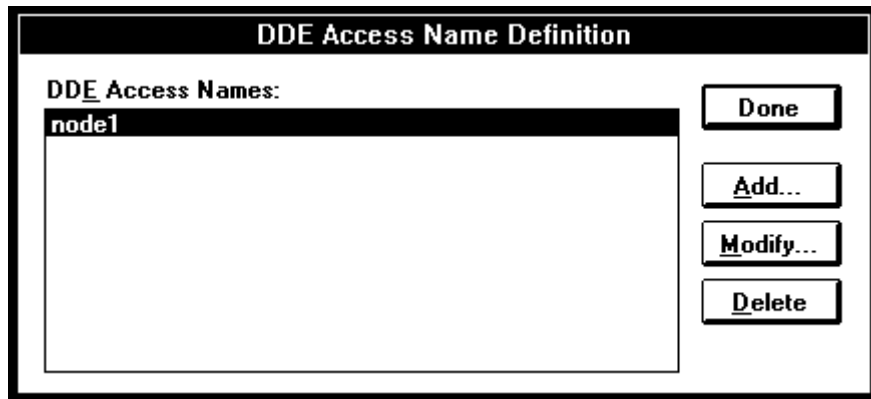 DDE Access Name Definition
DDE Access Names:
node1
Done
Add...
Modify...
Delete